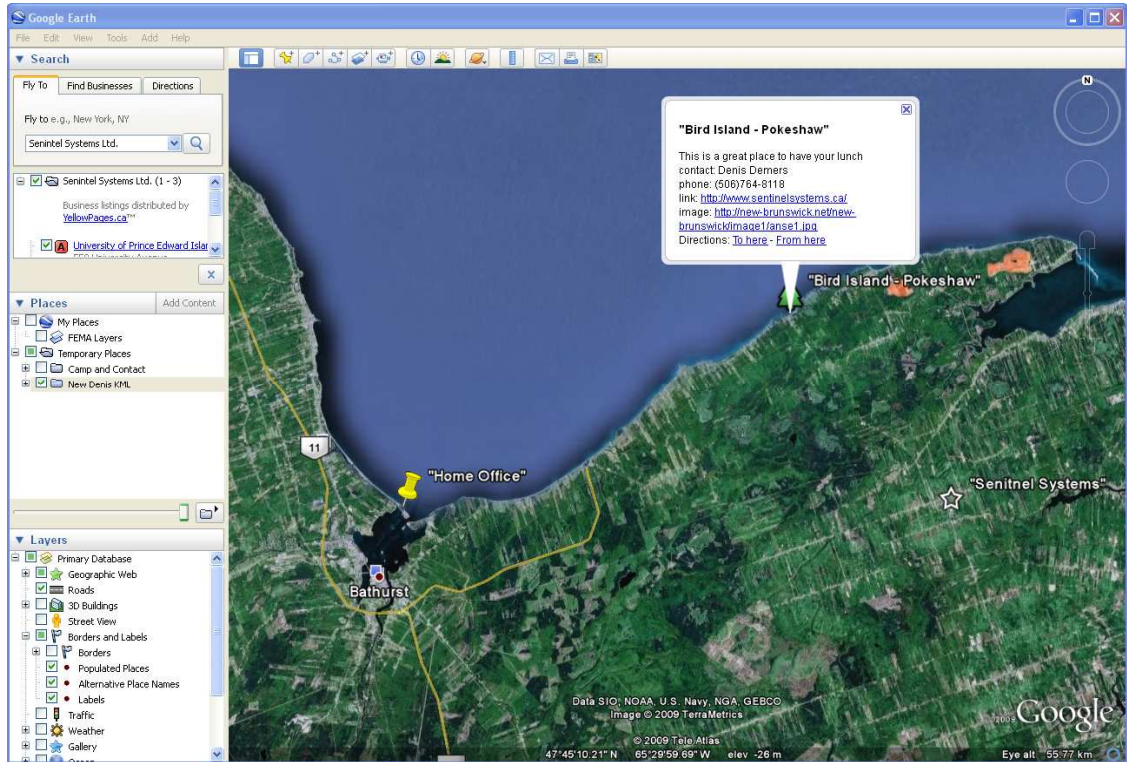 Google Earth
File Edit View Tools Add Help
Search
Fly To Find Businesses Directions
Fly to e.g., New York, NY
Senintel Systems Ltd.
Senintel Systems Ltd. (1 - 3)
Business listings distributed by
YellowPages.ca™
A University of Prince Edward Islar
Places Add Content
My Places
FEMA Layers
Temporary Places
Camp and Contact
New Denis KML
Layers
Primary Database
Geographic Web
Roads
3D Buildings
Street View
Borders and Labels
Borders
Populated Places
Alternative Place Names
Labels
Traffic
Weather
Gallery
N
"Bird Island - Pokeshaw"
This is a great place to have your lunch
contact: Denis Demers
phone: (506)764-8118
link: http://www.sentinelsystems.ca/
image: http://new-brunswick.net/new-
brunswick/image1/anse1.jpg
Directions: To here - From here
"Bird Island - Pokeshaw"
11
"Home Office"
"Senitnel Systems"
Bathurst
Data SIO, NOAA, U.S. Navy, NGA, GEBCO
Image © 2009 TerraMetrics
© 2009 Tele Atlas
©2009 Google
47°45'10.21" N 65°29'59.69" W elev -26 m
Eye alt 55.77 km